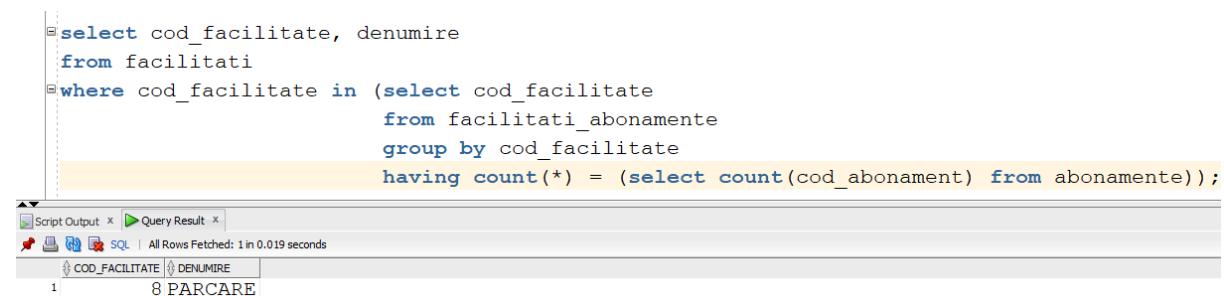 select cod_facilitate, denumire
from facilitati
where cod_facilitate in (select cod_facilitate
from facilitati_abonamente
group by cod_facilitate
having count(*) = (select count(cod_abonament) from abonamente));
Script Output x Query Result x
SQL | All Rows Fetched: 1 in 0.019 seconds
COD_FACILITATE DENUMIRE
1 8 PARCARE